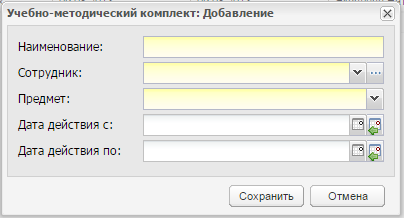 Учебно-методический комплект: Добавление
Наименование:
Сотрудник:
Предмет:
Дата действия с:
Дата действия по:
Сохранить Отмена